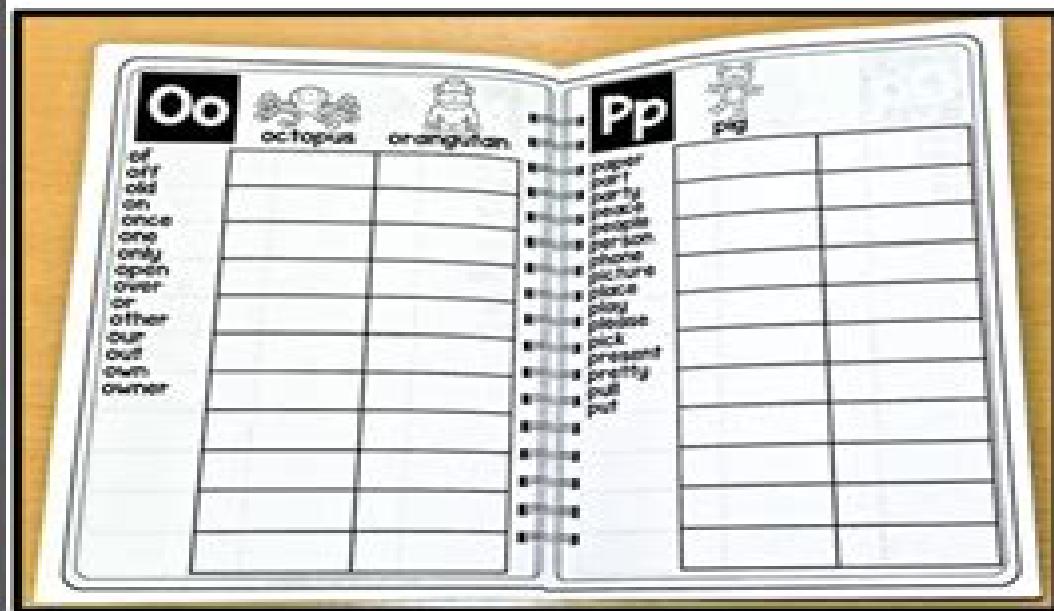 Oo
octopus orangutan
of
off
old
on
once
one
only
open
over
or
other
our
out
own
owner
Pp
pig
paper
part
party
peace
people
person
phone
picture
place
play
please
pick
present
pretty
pull
put